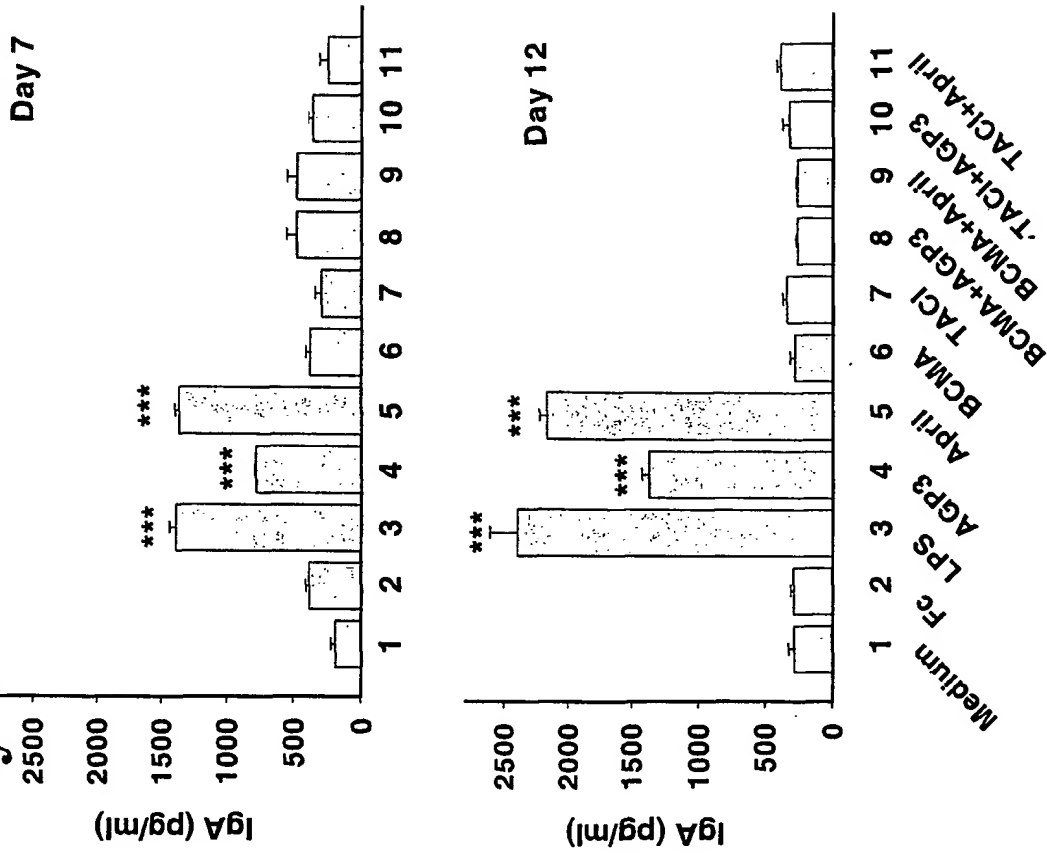 Day 7
IgA (pg/ml)
2500
2000
1500
1000
500
0
***
***
***
1 2 3 4 5 6 7 8 9 10 11
Day 12
IgA (pg/ml)
2500
2000
1500
1000
500
0
***
***
***
1 2 3 4 5 6 7 8 9 10 11
Medium
Fc
LPS
AGP3
April
BCMA
TACI
BCMA+AGP3
BCMA+April
TACI+AGP3
TACI+April